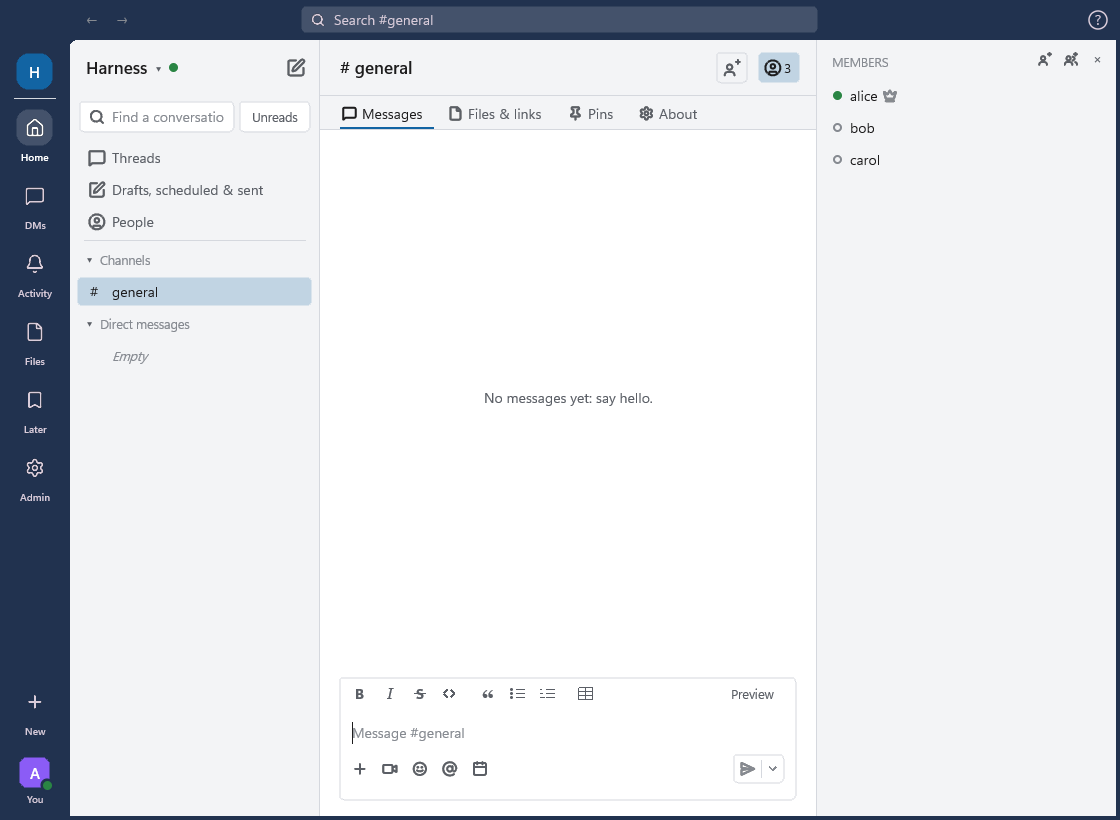 Search #general
?
H
Home
DMs
Activity
Files
Later
Admin
New
A
You
Harness
Find a conversatio
Unreads
Threads
Drafts, scheduled & sent
People
Channels
# general
Direct messages
Empty
# general
3
Messages
Files & links
Pins
About
No messages yet: say hello.
B I S
Preview
Message #general
MEMBERS
×
alice
bob
carol